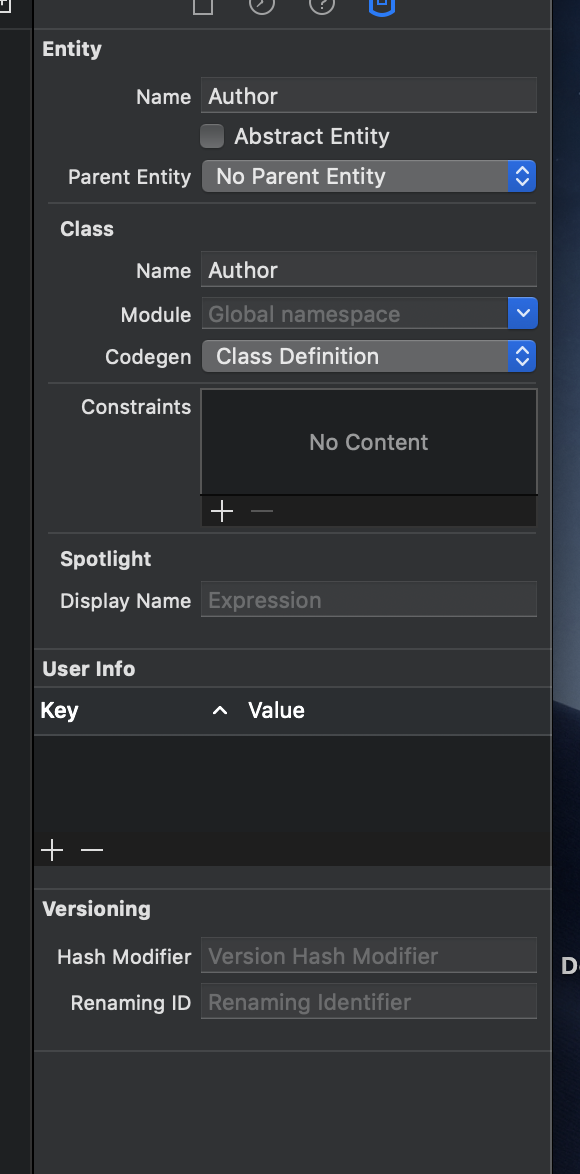 Entity
Name Author
Abstract Entity
Parent Entity No Parent Entity
Class
Name Author
Module Global namespace
Codegen Class Definition
Constraints
No Content
Spotlight
Display Name Expression
User Info
Key Value
Versioning
Hash Modifier Version Hash Modifier
Renaming ID Renaming Identifier